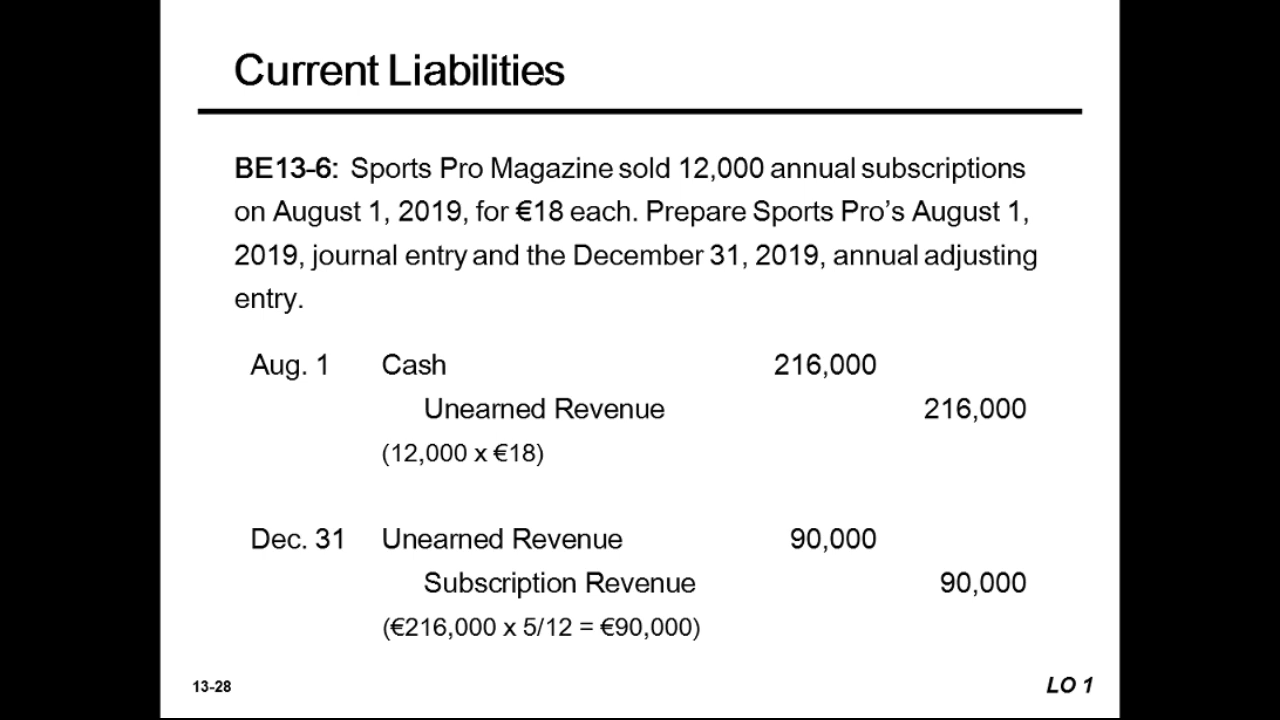 Current Liabilities
BE13-6: Sports Pro Magazine sold 12,000 annual subscriptions
on August 1, 2019, for €18 each. Prepare Sports Pro’s August 1,
2019, journal entry and the December 31, 2019, annual adjusting
entry.
Aug. 1 Cash 216,000
Unearned Revenue 216,000
(12,000 x €18)
Dec. 31 Unearned Revenue 90,000
Subscription Revenue 90,000
(€216,000 x 5/12 = €90,000)
13-28 LO 1